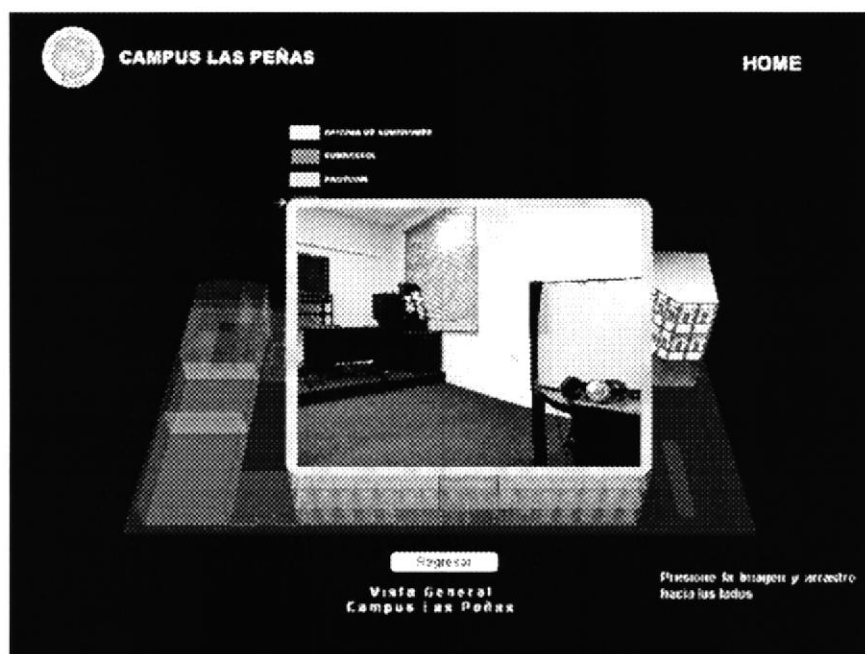 CAMPUS LAS PEÑAS
HOME
Regresar
Vista General
Campus Las Peñas
Presione la imagen y arrastre
hacia los lados